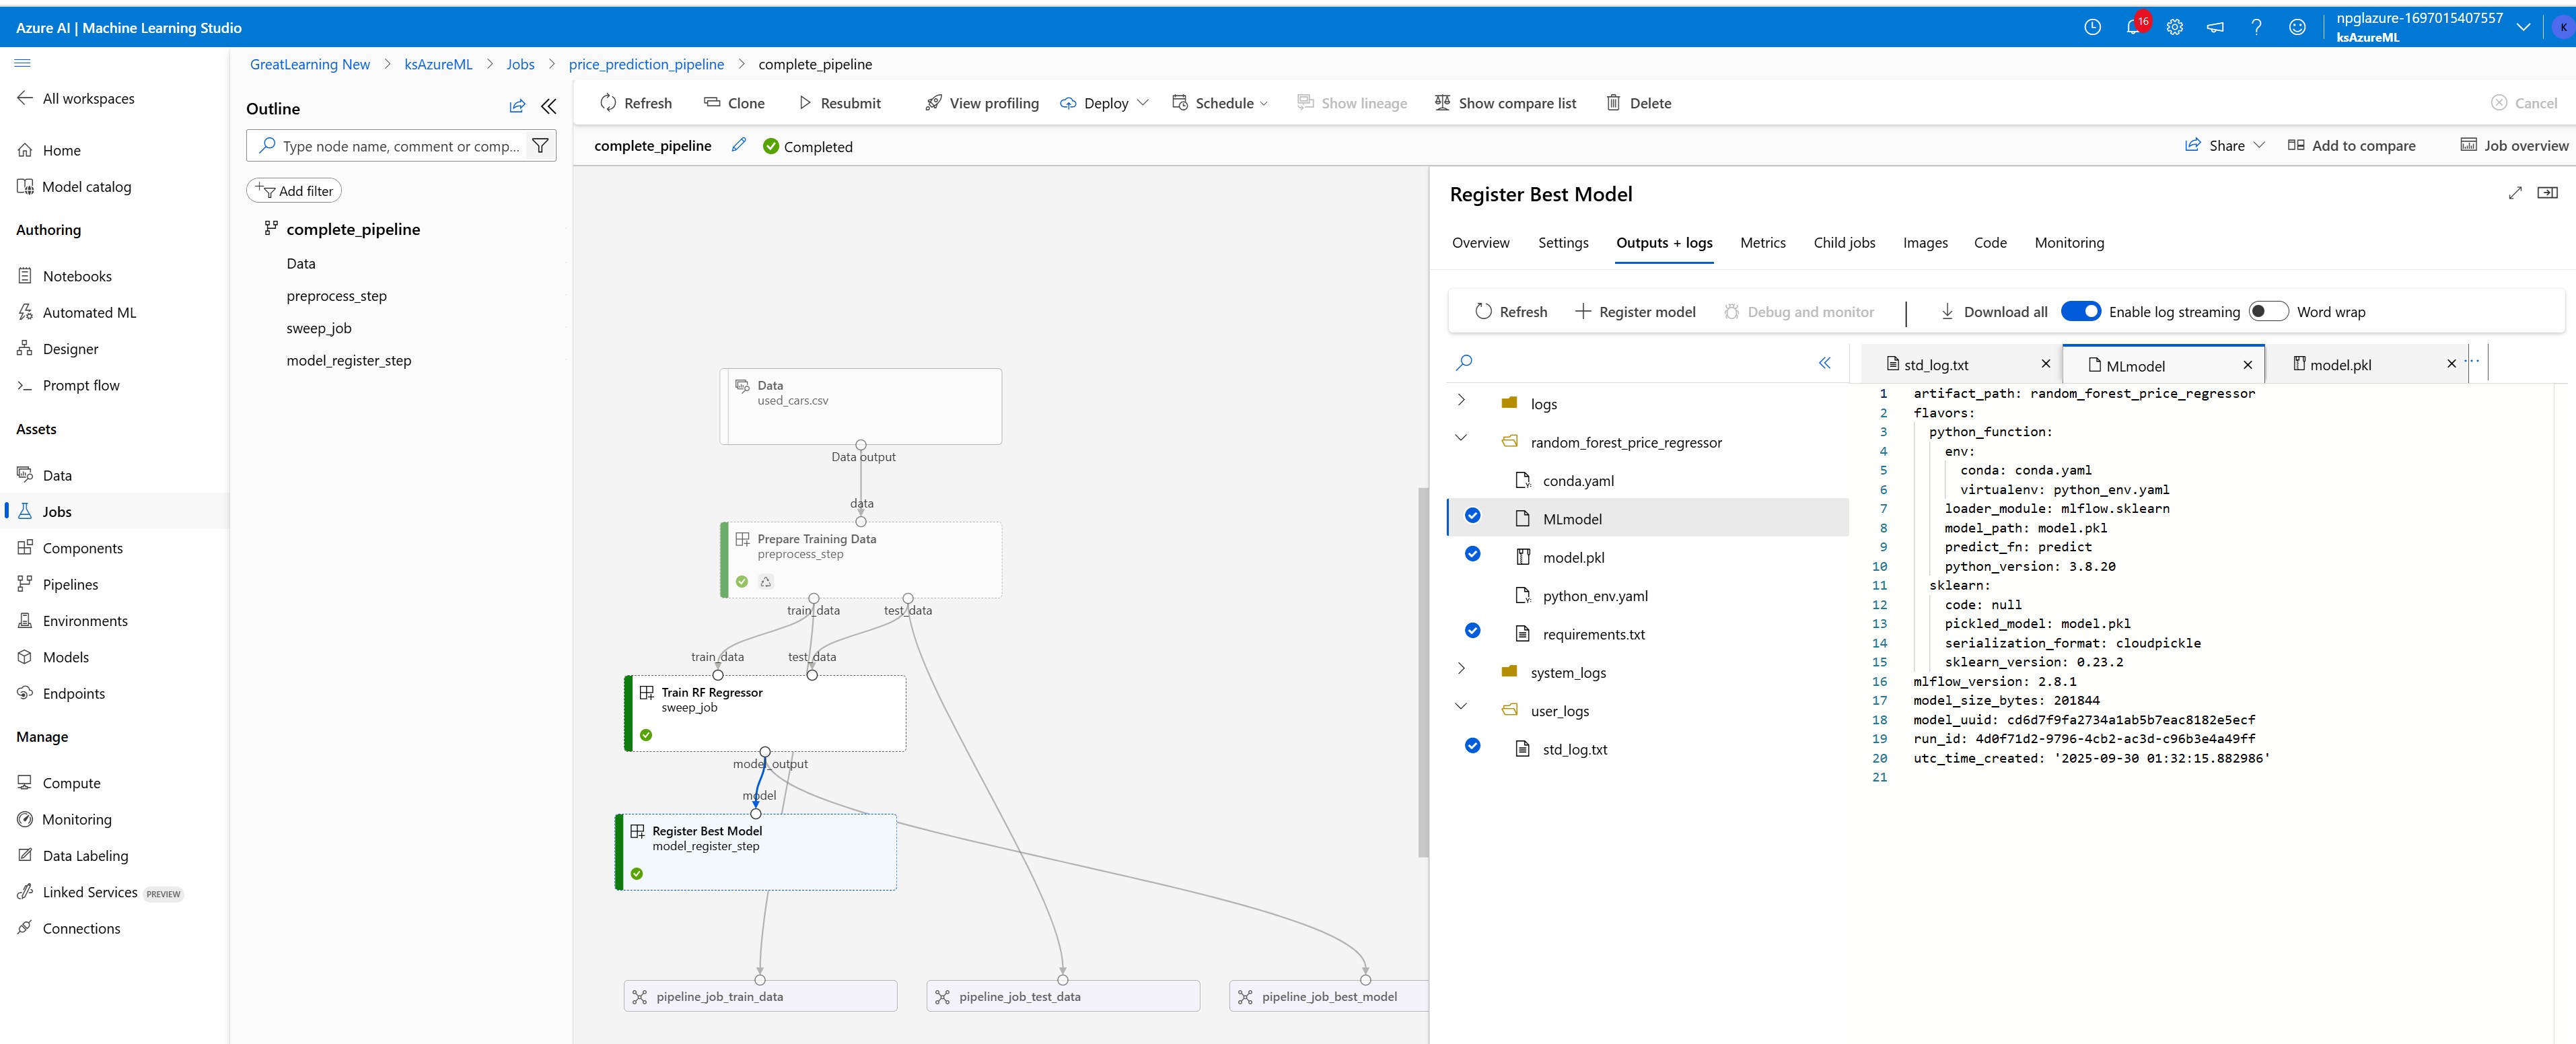 Azure AI | Machine Learning Studio
16
npglazure-1697015407557
ksAzureML
K
All workspaces
Home
Model catalog
Authoring
Notebooks
Automated ML
Designer
Prompt flow
Assets
Data
Jobs
Components
Pipelines
Environments
Models
Endpoints
Manage
Compute
Monitoring
Data Labeling
Linked Services PREVIEW
Connections
GreatLearning New > ksAzureML > Jobs > price_prediction_pipeline > complete_pipeline
Outline
Type node name, comment or comp...
Add filter
complete_pipeline
Data
preprocess_step
sweep_job
model_register_step
Refresh Clone Resubmit View profiling Deploy Schedule Show lineage Show compare list Delete Cancel
complete_pipeline Completed Share Add to compare Job overview
Data
used_cars.csv
Data output
data
Prepare Training Data
preprocess_step
train_data test_data
train_data test_data
Train RF Regressor
sweep_job
model_output
model
Register Best Model
model_register_step
pipeline_job_train_data
pipeline_job_test_data
pipeline_job_best_model
Register Best Model
Overview Settings Outputs + logs Metrics Child jobs Images Code Monitoring
Refresh Register model Debug and monitor Download all Enable log streaming Word wrap
logs
random_forest_price_regressor
conda.yaml
MLmodel
model.pkl
python_env.yaml
requirements.txt
system_logs
user_logs
std_log.txt
std_log.txt MLmodel model.pkl ...
1 artifact_path: random_forest_price_regressor
2 flavors:
3 python_function:
4 env:
5 conda: conda.yaml
6 virtualenv: python_env.yaml
7 loader_module: mlflow.sklearn
8 model_path: model.pkl
9 predict_fn: predict
10 python_version: 3.8.20
11 sklearn:
12 code: null
13 pickled_model: model.pkl
14 serialization_format: cloudpickle
15 sklearn_version: 0.23.2
16 mlflow_version: 2.8.1
17 model_size_bytes: 201844
18 model_uuid: cd6d7f9fa2734a1ab5b7eac8182e5ecf
19 run_id: 4d0f71d2-9796-4cb2-ac3d-c96b3e4a49ff
20 utc_time_created: '2025-09-30 01:32:15.882986'
21